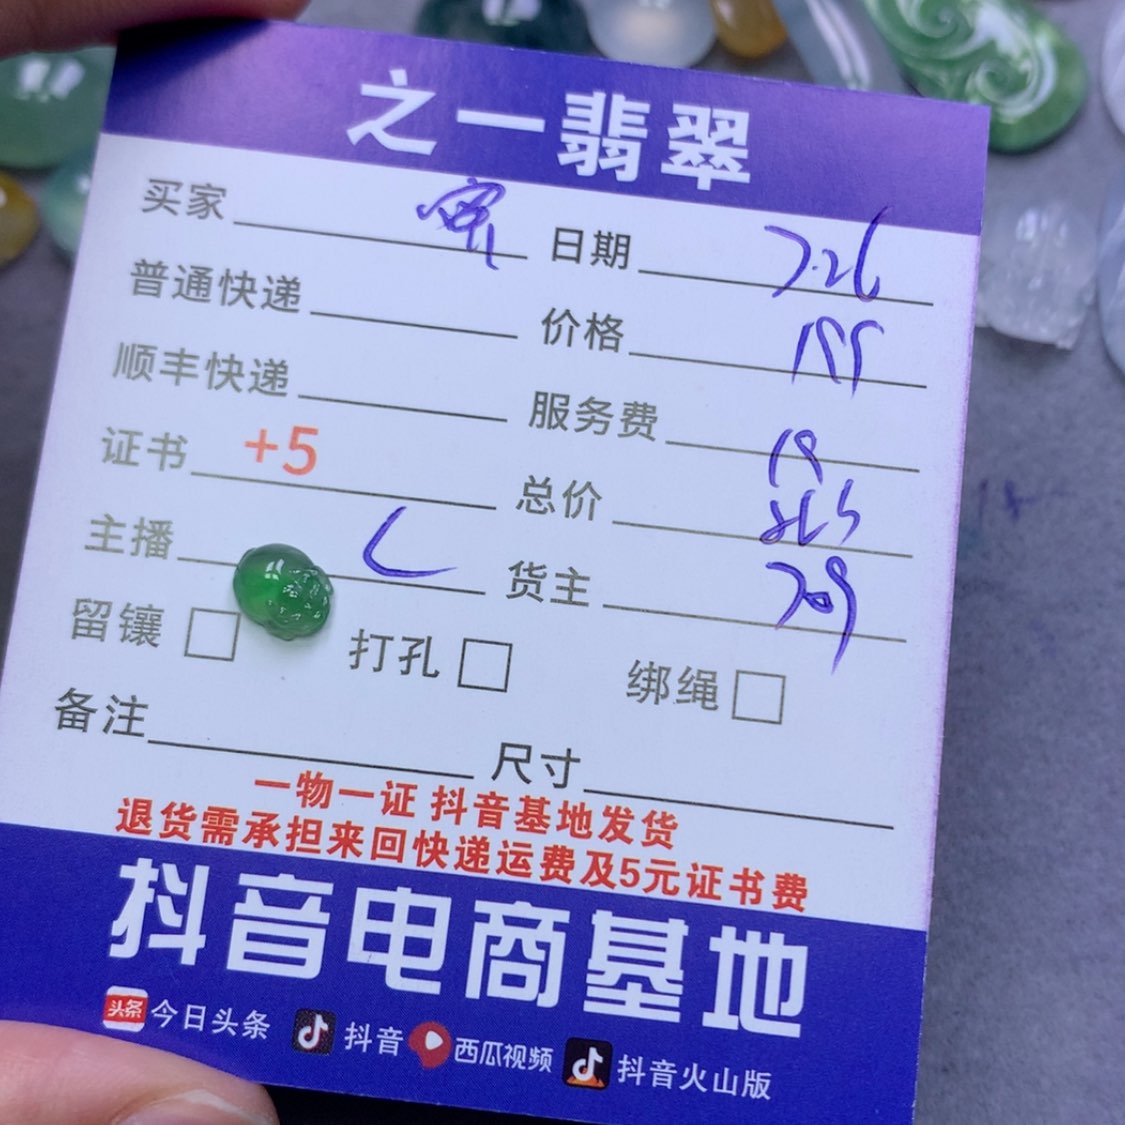 之一翡翠
买家 日期 7.26
普通快递 价格
顺丰快递 服务费
证书 +5 总价
主播 货主
留镶 打孔 绑绳
备注 尺寸
一物一证 抖音基地发货
退货需承担来回快递运费及5元证书费
抖音电商基地
头条 今日头条 抖音 西瓜视频 抖音火山版